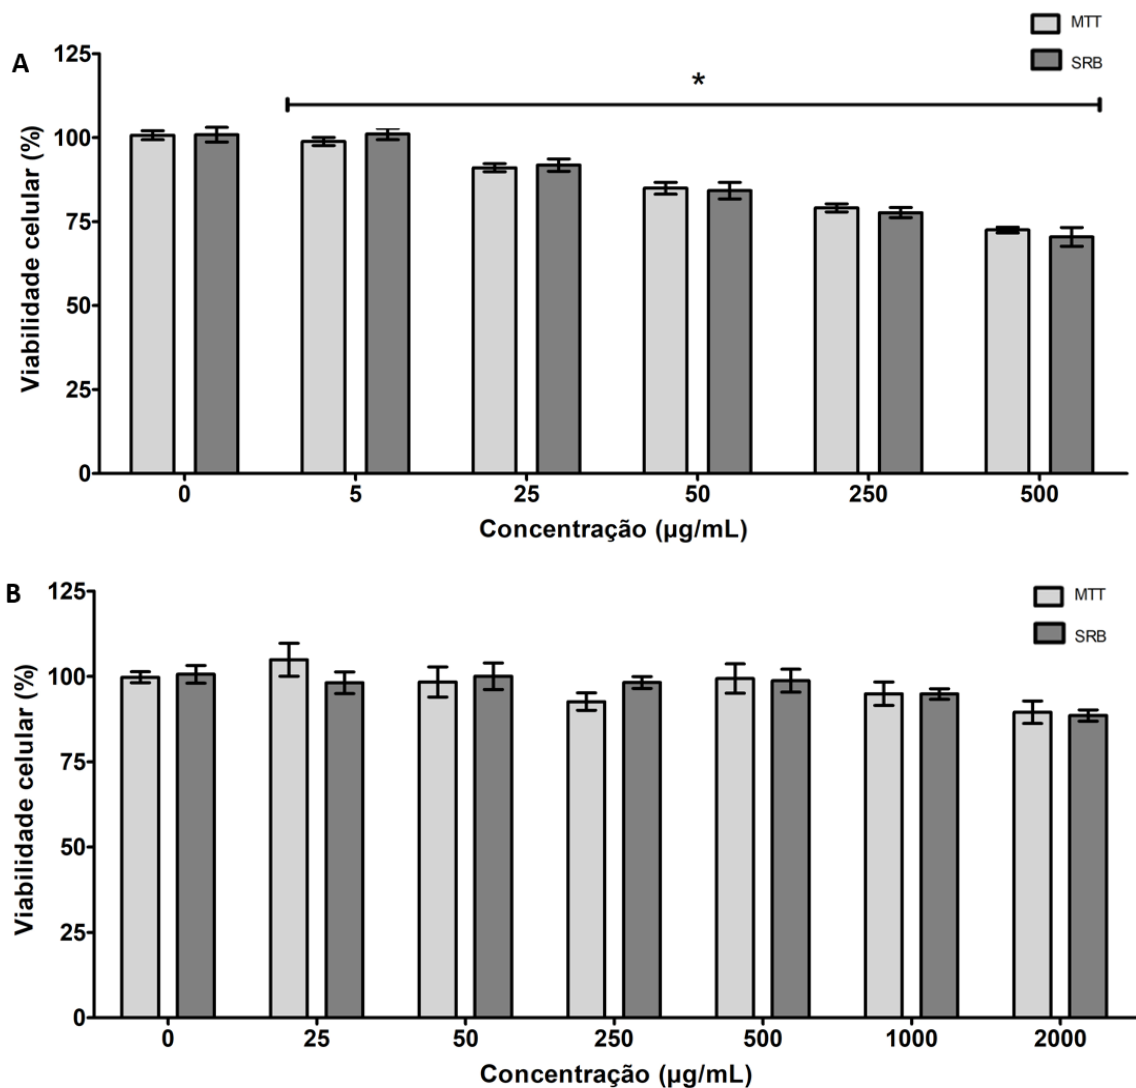 A
MTT
SRB
*
125
100
75
50
25
0
Viabilidade celular (%)
0 5 25 50 250 500
Concentração (µg/mL)
B
MTT
SRB
125
100
75
50
25
0
Viabilidade celular (%)
0 25 50 250 500 1000 2000
Concentração (µg/mL)